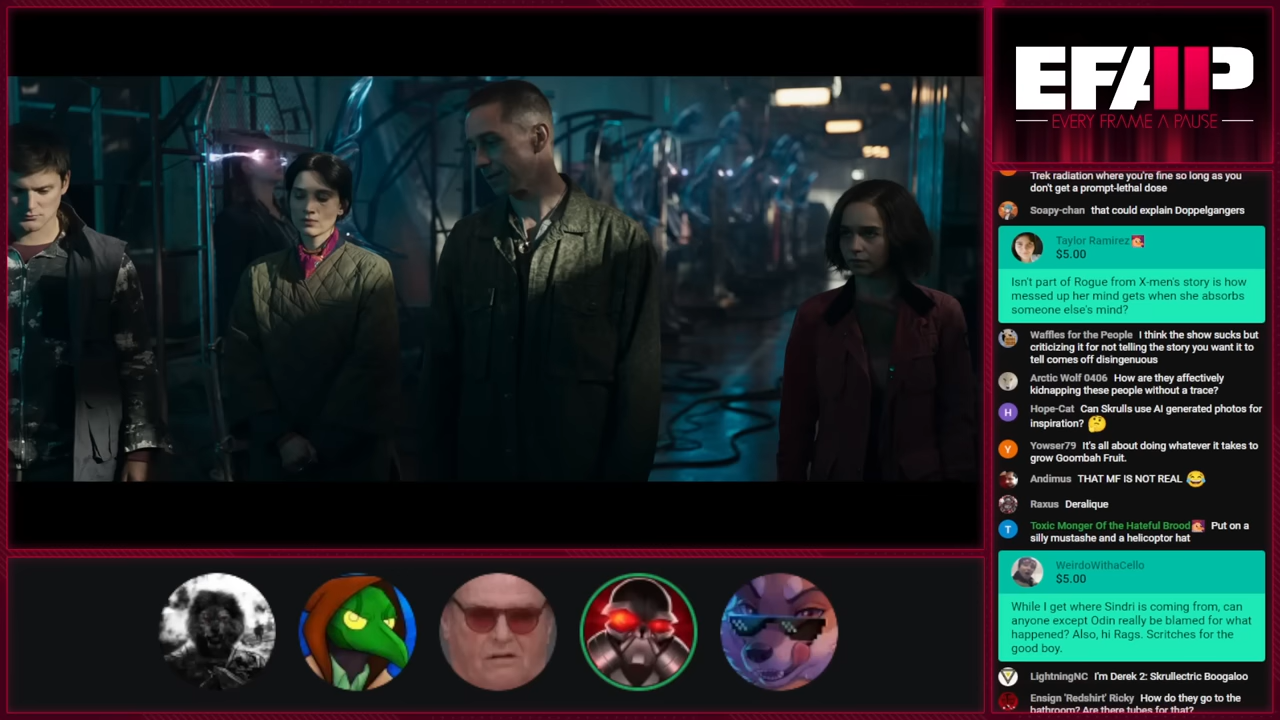 EFAP
EVERY FRAME A PAUSE
Trek radiation where you're fine so long as you
don't get a prompt-lethal dose
Soapy-chan that could explain Doppelgangers
Taylor Ramirez
$5.00
Isn't part of Rogue from X-men's story is how
messed up her mind gets when she absorbs
someone else's mind?
Waffles for the People I think the show sucks but
criticizing it for not telling the story you want it to
tell comes off disingenuous
Arctic Wolf 0406 How are they affectively
kidnapping these people without a trace?
H
Hope-Cat Can Skrulls use AI generated photos for
inspiration? 🤔
Y
Yowser79 It's all about doing whatever it takes to
grow Goombah Fruit.
Andimus THAT MF IS NOT REAL 😂
Raxus Deralique
T
Toxic Monger Of the Hateful Brood Put on a
silly mustashe and a helicoptor hat
WeirdoWithaCello
$5.00
While I get where Sindri is coming from, can
anyone except Odin really be blamed for what
happened? Also, hi Rags. Scritches for the
good boy.
LightningNC I'm Derek 2: Skrullectric Boogaloo
Ensign 'Redshirt' Ricky How do they go to the
bathroom? Are there tubes for that?